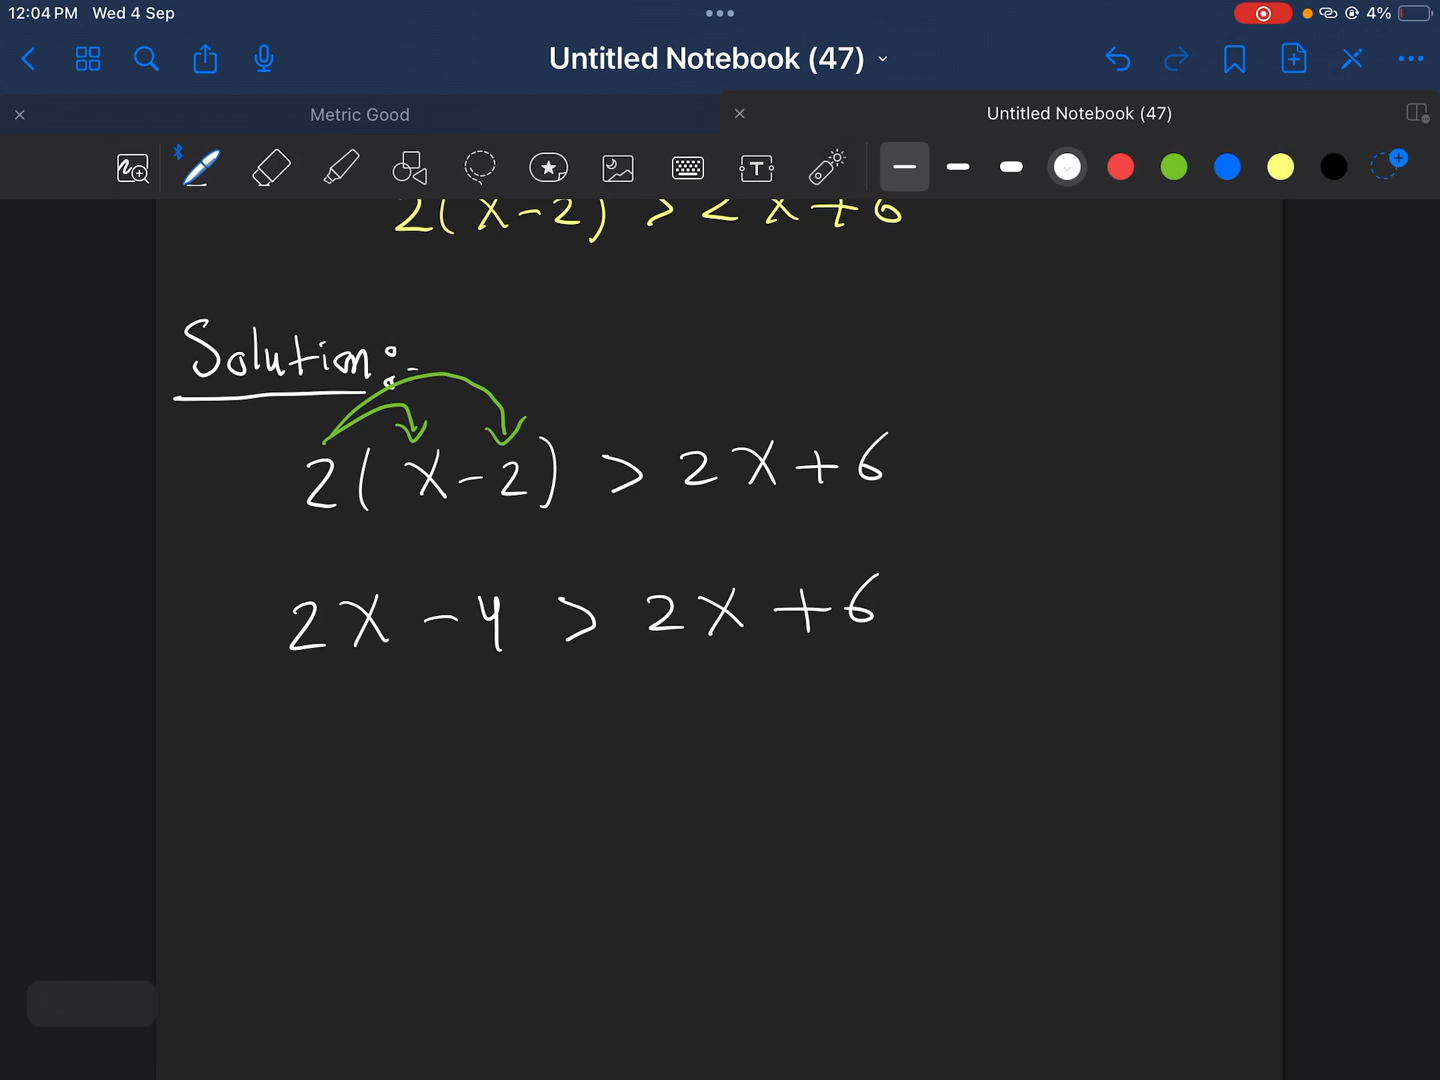 12:04 PM Wed 4 Sep
4%
Untitled Notebook (47)
Metric Good
Untitled Notebook (47)
T
2(x-2) > 2x+6
Solution:-
2(x-2) > 2x+6
2x-4 > 2x+6